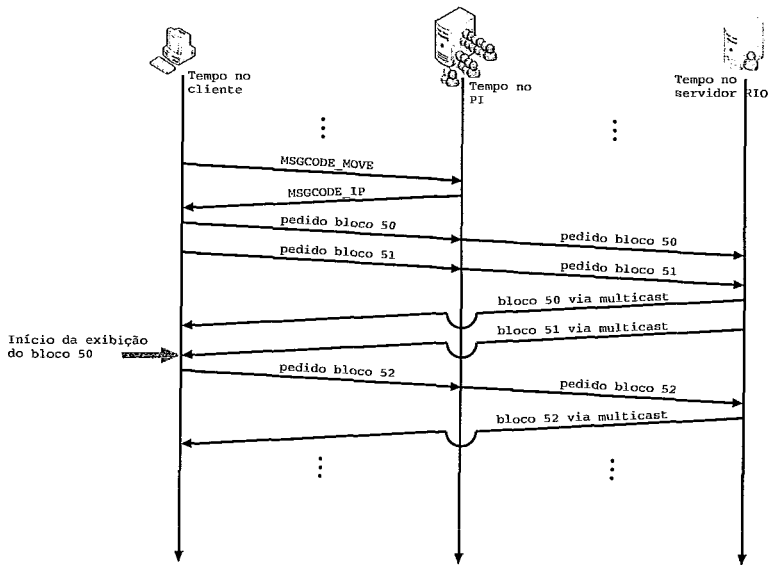 Tempo no
cliente
Tempo no
PI
Tempo no
servidor RIO
MSGCODE_MOVE
MSGCODE_IP
pedido bloco 50
pedido bloco 50
pedido bloco 51
pedido bloco 51
bloco 50 via multicast
bloco 51 via multicast
Início da exibição
do bloco 50
pedido bloco 52
pedido bloco 52
bloco 52 via multicast